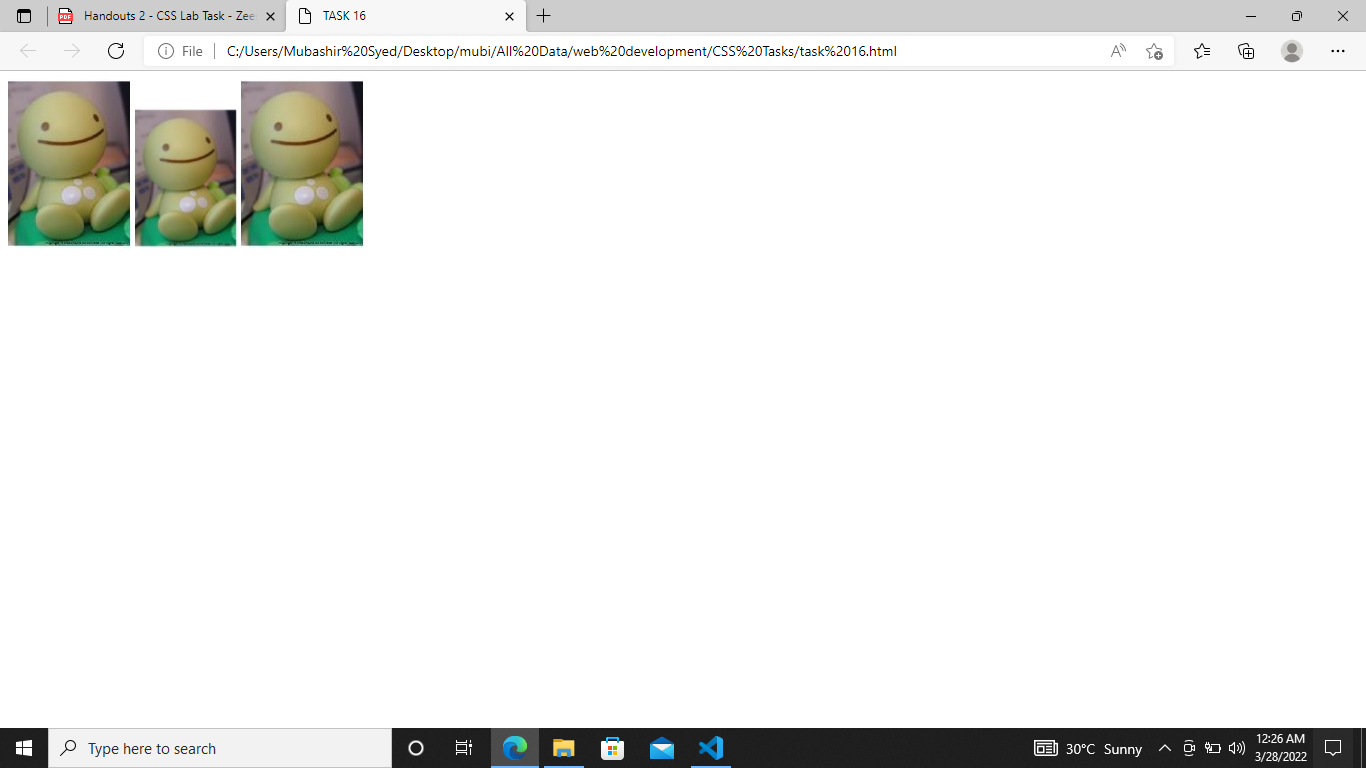 Handouts 2 - CSS Lab Task - Zee
TASK 16
File
C:/Users/Mubashir%20Syed/Desktop/mubi/All%20Data/web%20development/CSS%20Tasks/task%2016.html
Type here to search
30°C Sunny
12:26 AM
3/28/2022